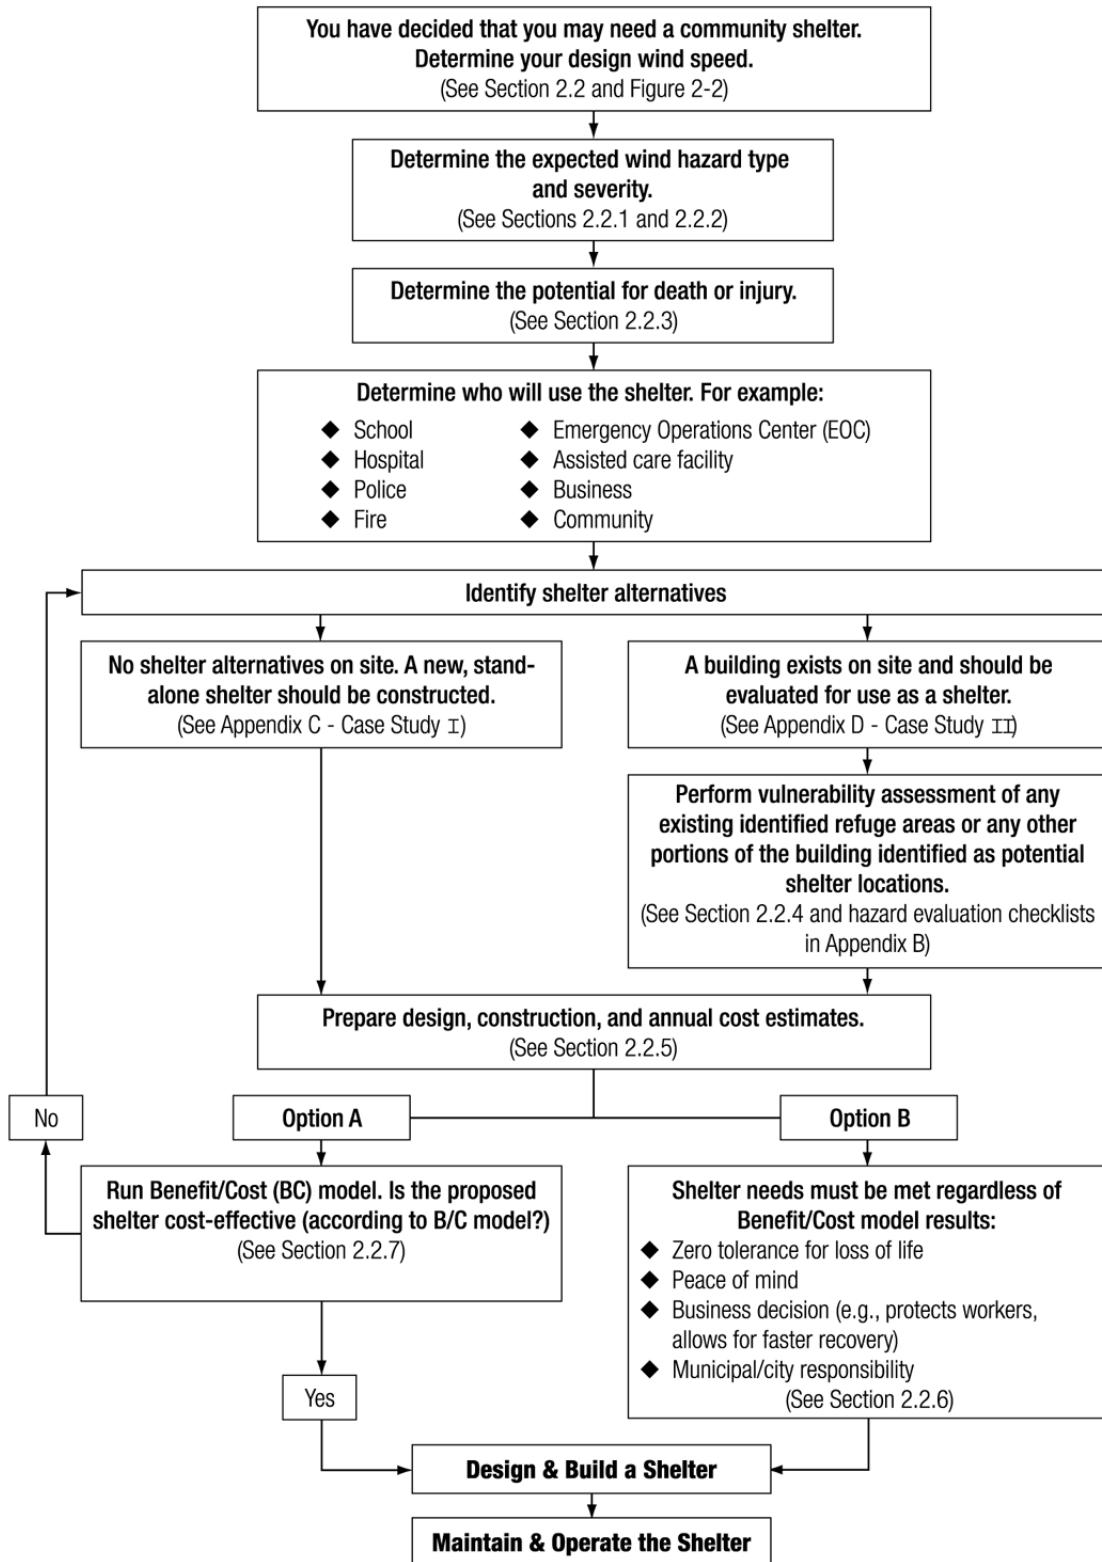 You have decided that you may need a community shelter.
Determine your design wind speed.
(See Section 2.2 and Figure 2-2)
Determine the expected wind hazard type
and severity.
(See Sections 2.2.1 and 2.2.2)
Determine the potential for death or injury.
(See Section 2.2.3)
Determine who will use the shelter. For example:
◆ School
◆ Hospital
◆ Police
◆ Fire
◆ Emergency Operations Center (EOC)
◆ Assisted care facility
◆ Business
◆ Community
Identify shelter alternatives
No shelter alternatives on site. A new, stand-
alone shelter should be constructed.
(See Appendix C - Case Study I)
A building exists on site and should be
evaluated for use as a shelter.
(See Appendix D - Case Study II)
Perform vulnerability assessment of any
existing identified refuge areas or any other
portions of the building identified as potential
shelter locations.
(See Section 2.2.4 and hazard evaluation checklists
in Appendix B)
Prepare design, construction, and annual cost estimates.
(See Section 2.2.5)
No
Option A
Option B
Run Benefit/Cost (BC) model. Is the proposed
shelter cost-effective (according to B/C model?)
(See Section 2.2.7)
Shelter needs must be met regardless of
Benefit/Cost model results:
◆ Zero tolerance for loss of life
◆ Peace of mind
◆ Business decision (e.g., protects workers,
allows for faster recovery)
◆ Municipal/city responsibility
(See Section 2.2.6)
Yes
Design & Build a Shelter
Maintain & Operate the Shelter